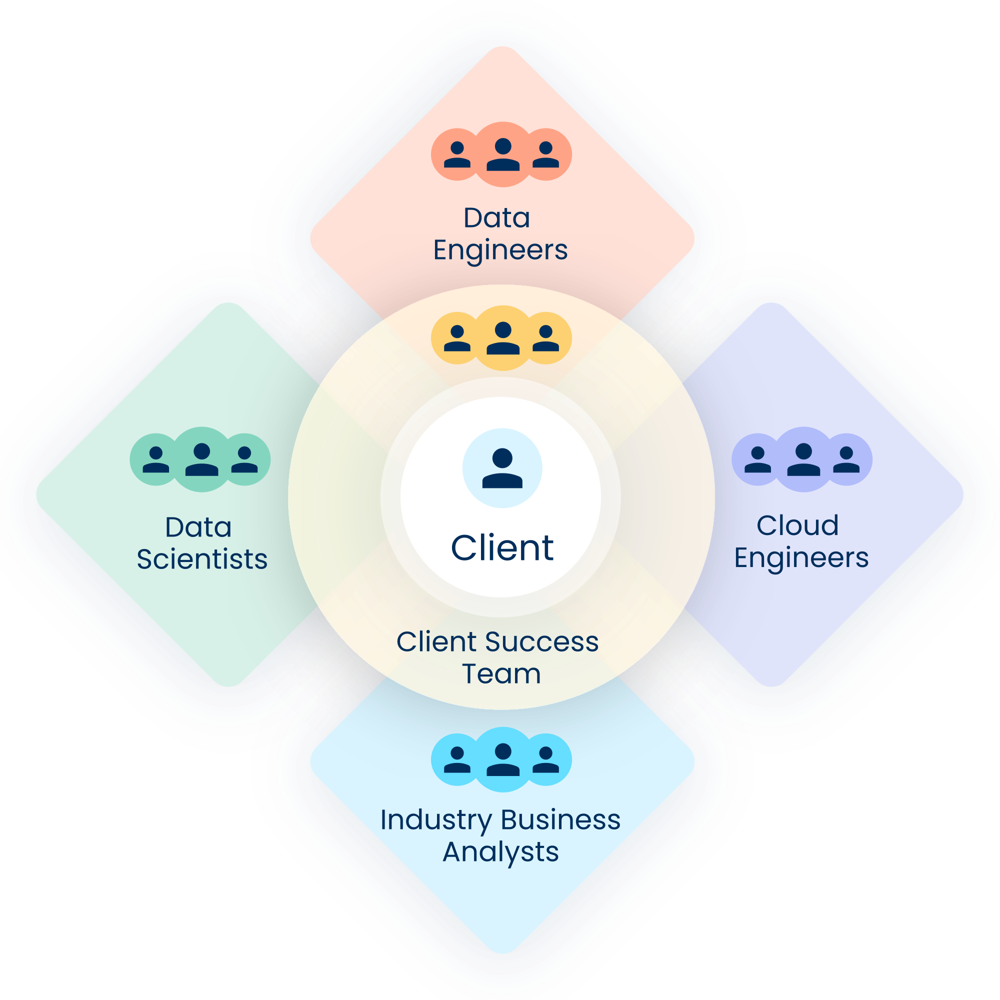 Data
Engineers
Data
Scientists
Client
Cloud
Engineers
Client Success
Team
Industry Business
Analysts